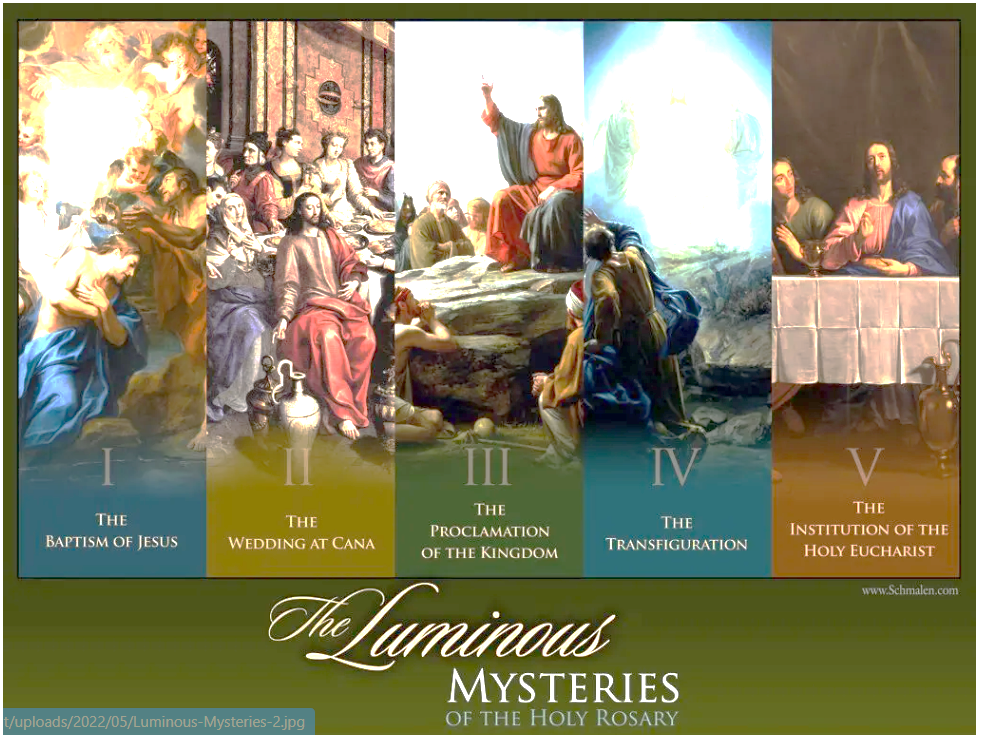 I
II
III
IV
V
THE
BAPTISM OF JESUS
THE
WEDDING AT CANA
THE
PROCLAMATION
OF THE KINGDOM
THE
TRANSFIGURATION
THE
INSTITUTION OF THE
HOLY EUCHARIST
www.Schmalen.com
The Luminous
MYSTERIES
OF THE HOLY ROSARY
t/uploads/2022/05/Luminous-Mysteries-2.jpg